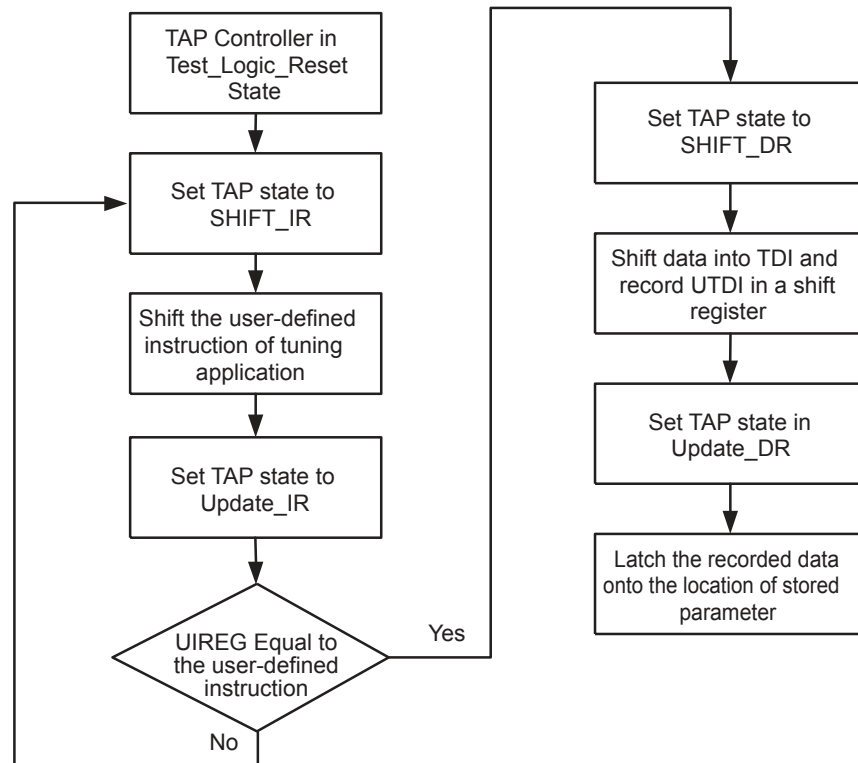 TAP Controller in
Test_Logic_Reset
State
Set TAP state to
SHIFT_IR
Shift the user-defined
instruction of tuning
application
Set TAP state to
Update_IR
UIREG Equal to
the user-defined
instruction
Yes
No
Set TAP state to
SHIFT_DR
Shift data into TDI and
record UTDI in a shift
register
Set TAP state in
Update_DR
Latch the recorded data
onto the location of stored
parameter